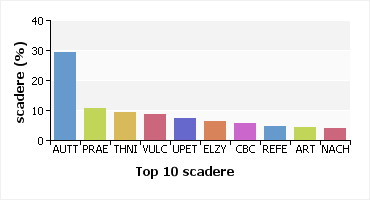 40
30
20
10
0
scadere (%)
AUTT PRAE THNI VULC UPET ELZY CBC REFE ART NACH
Top 10 scadere